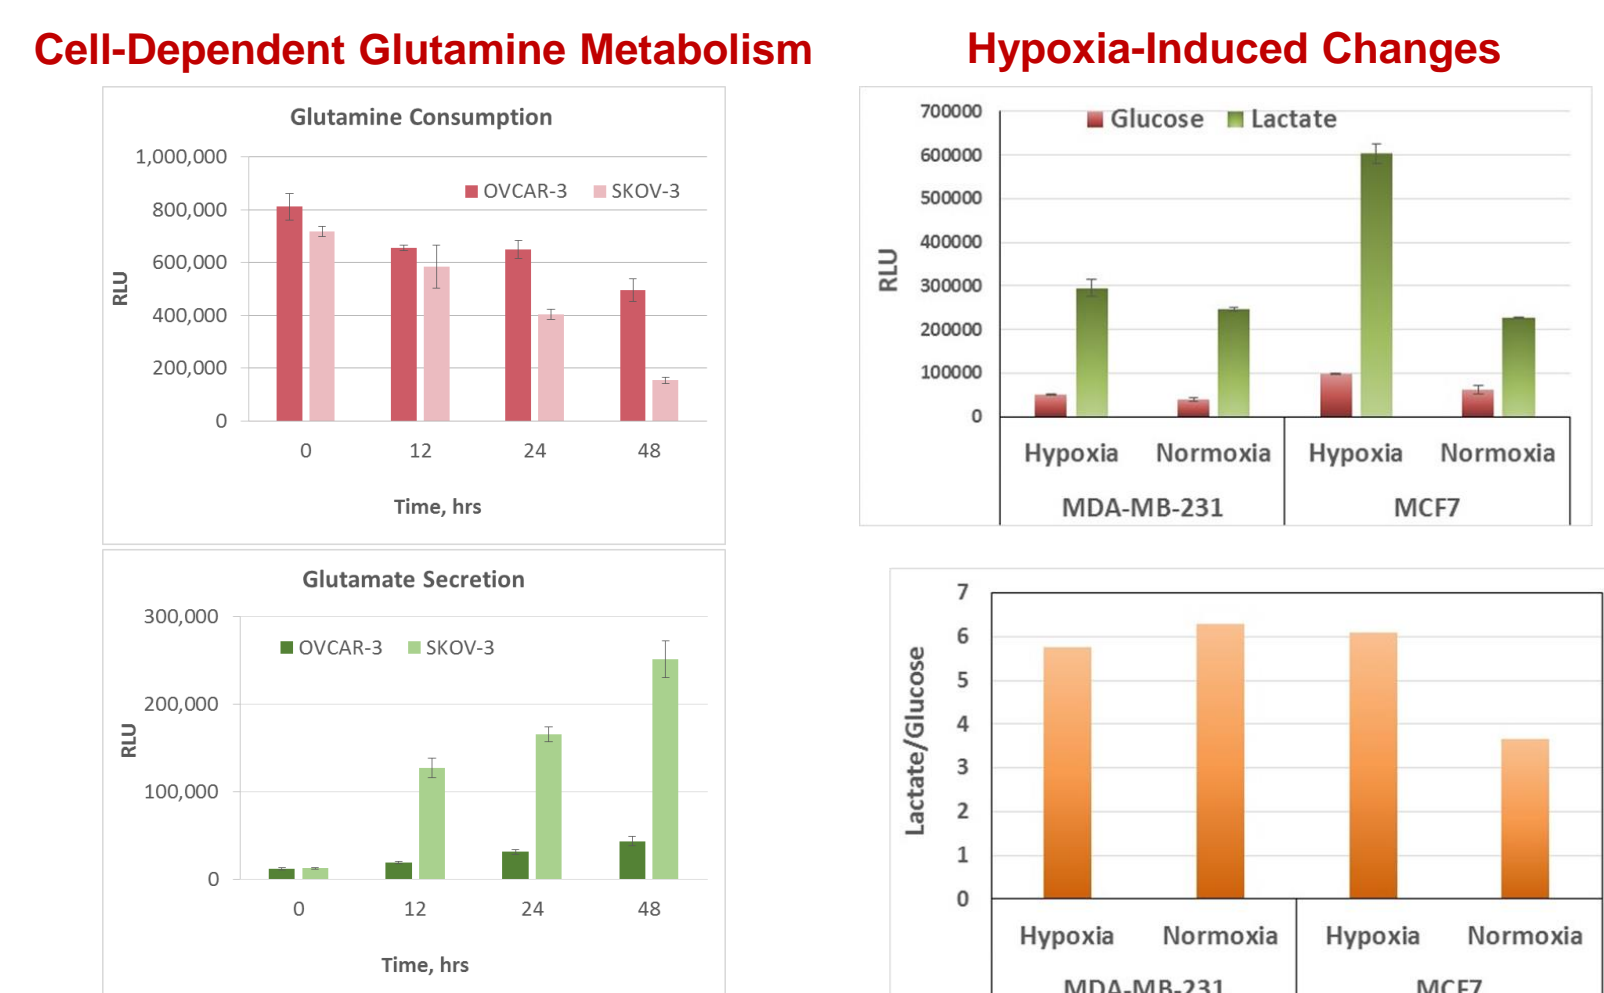 Cell-Dependent Glutamine Metabolism
Glutamine Consumption
1,000,000
800,000
600,000
400,000
200,000
0
RLU
OVCAR-3 SKOV-3
0 12 24 48
Time, hrs
Glutamate Secretion
300,000
200,000
100,000
0
RLU
OVCAR-3 SKOV-3
0 12 24 48
Time, hrs
Hypoxia-Induced Changes
700000
600000
500000
400000
300000
200000
100000
0
RLU
Glucose Lactate
Hypoxia Normoxia Hypoxia Normoxia
MDA-MB-231 MCF7
7
6
5
4
3
2
1
0
Lactate/Glucose
Hypoxia Normoxia Hypoxia Normoxia
MDA-MB-231 MCF7